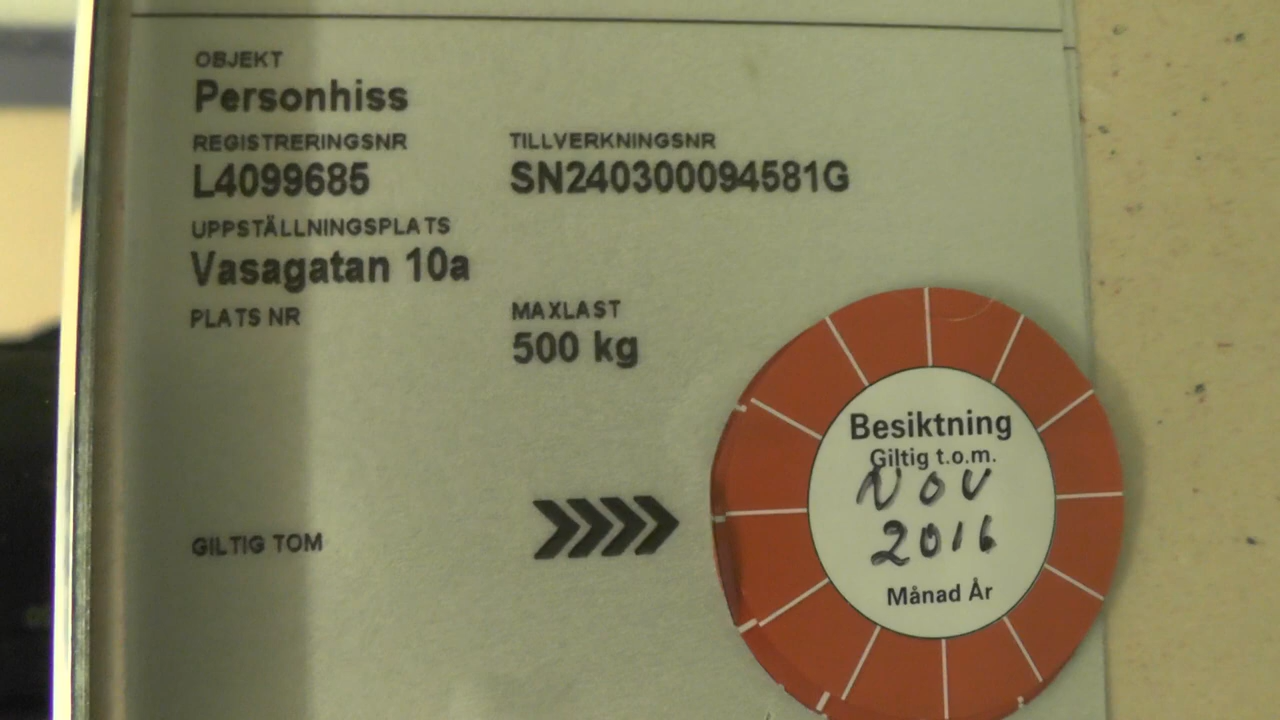 OBJEKT
Personhiss
REGISTRERINGSNR TILLVERKNINGSNR
L4099685 SN240300094581G
UPPSTÄLLNINGSPLATS
Vasagatan 10a
PLATS NR MAXLAST
500 kg
GILTIG TOM
Besiktning
Giltig t.o.m.
NOV
2016
Månad År